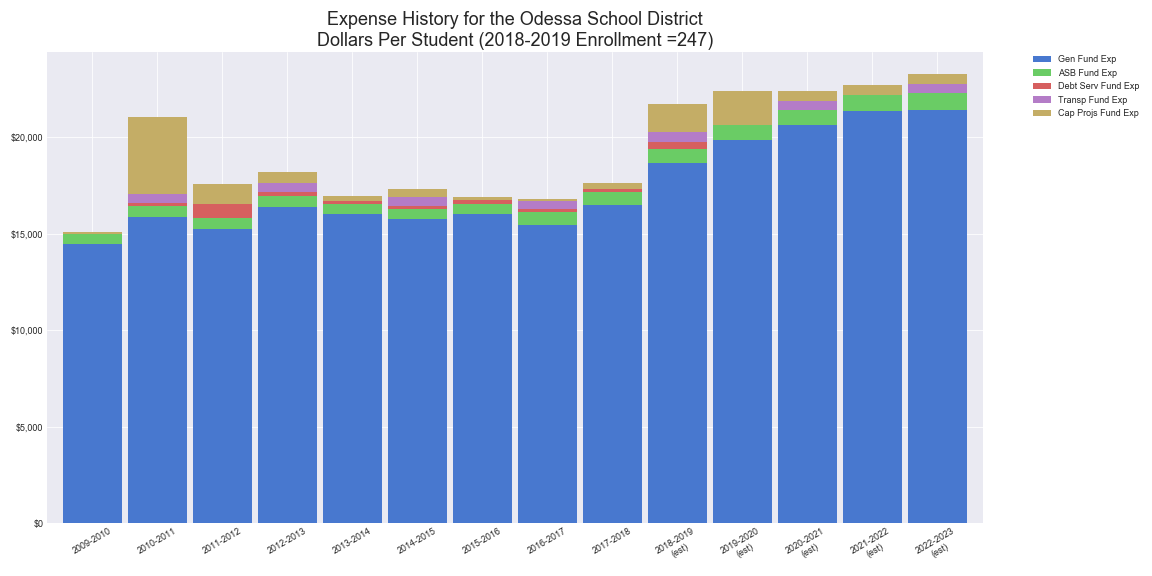 Expense History for the Odessa School District
Dollars Per Student (2018-2019 Enrollment =247)
Gen Fund Exp
ASB Fund Exp
Debt Serv Fund Exp
Transp Fund Exp
Cap Projs Fund Exp
$20,000
$15,000
$10,000
$5,000
$0
2009-2010
2010-2011
2011-2012
2012-2013
2013-2014
2014-2015
2015-2016
2016-2017
2017-2018
2018-2019
(est)
2019-2020
(est)
2020-2021
(est)
2021-2022
(est)
2022-2023
(est)